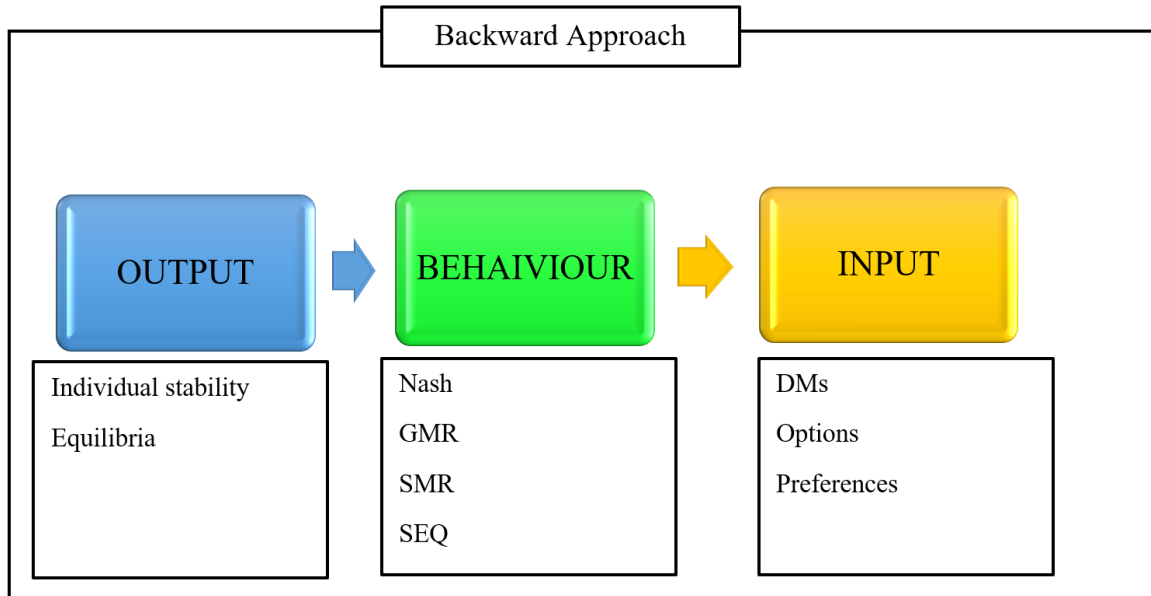 Backward Approach
OUTPUT
BEHAIVIOUR
INPUT
Individual stability
Equilibria
Nash
GMR
SMR
SEQ
DMs
Options
Preferences